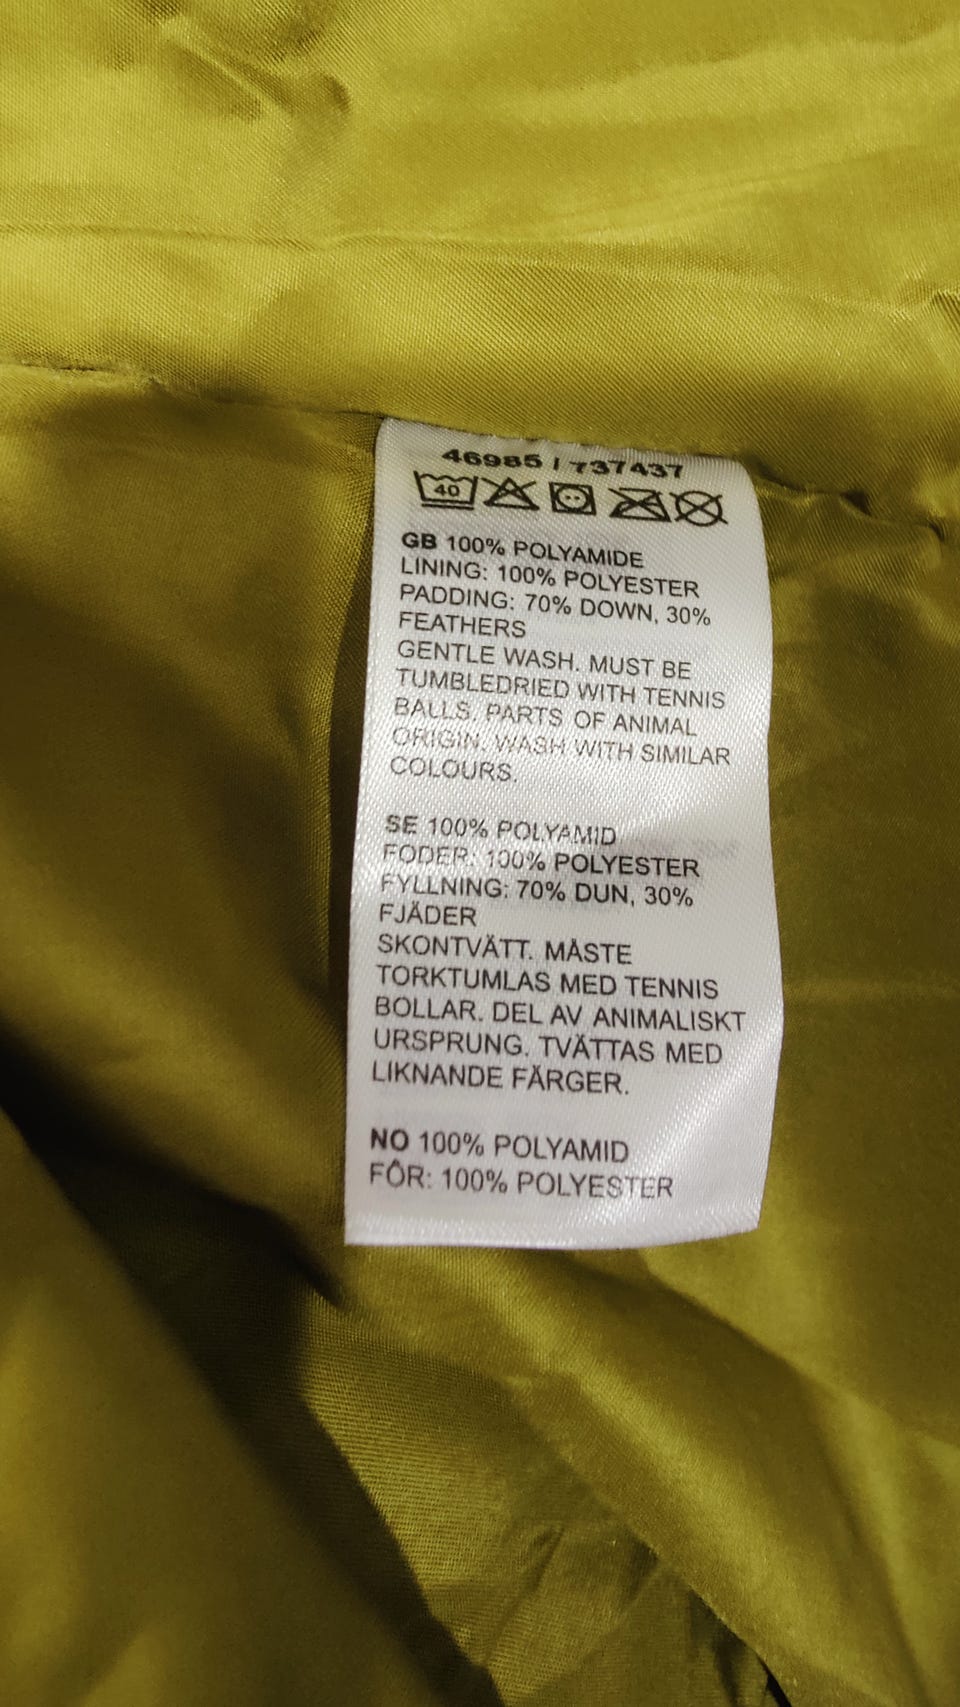 46985 / 737437
40
GB 100% POLYAMIDE
LINING: 100% POLYESTER
PADDING: 70% DOWN, 30%
FEATHERS
GENTLE WASH. MUST BE
TUMBLEDRIED WITH TENNIS
BALLS. PARTS OF ANIMAL
ORIGIN. WASH WITH SIMILAR
COLOURS.
SE 100% POLYAMID
FODER: 100% POLYESTER
FYLLNING: 70% DUN, 30%
FJÄDER
SKONTVÄTT. MÅSTE
TORKTUMLAS MED TENNIS
BOLLAR. DEL AV ANIMALISKT
URSPRUNG. TVÄTTAS MED
LIKNANDE FÄRGER.
NO 100% POLYAMID
FÔR: 100% POLYESTER